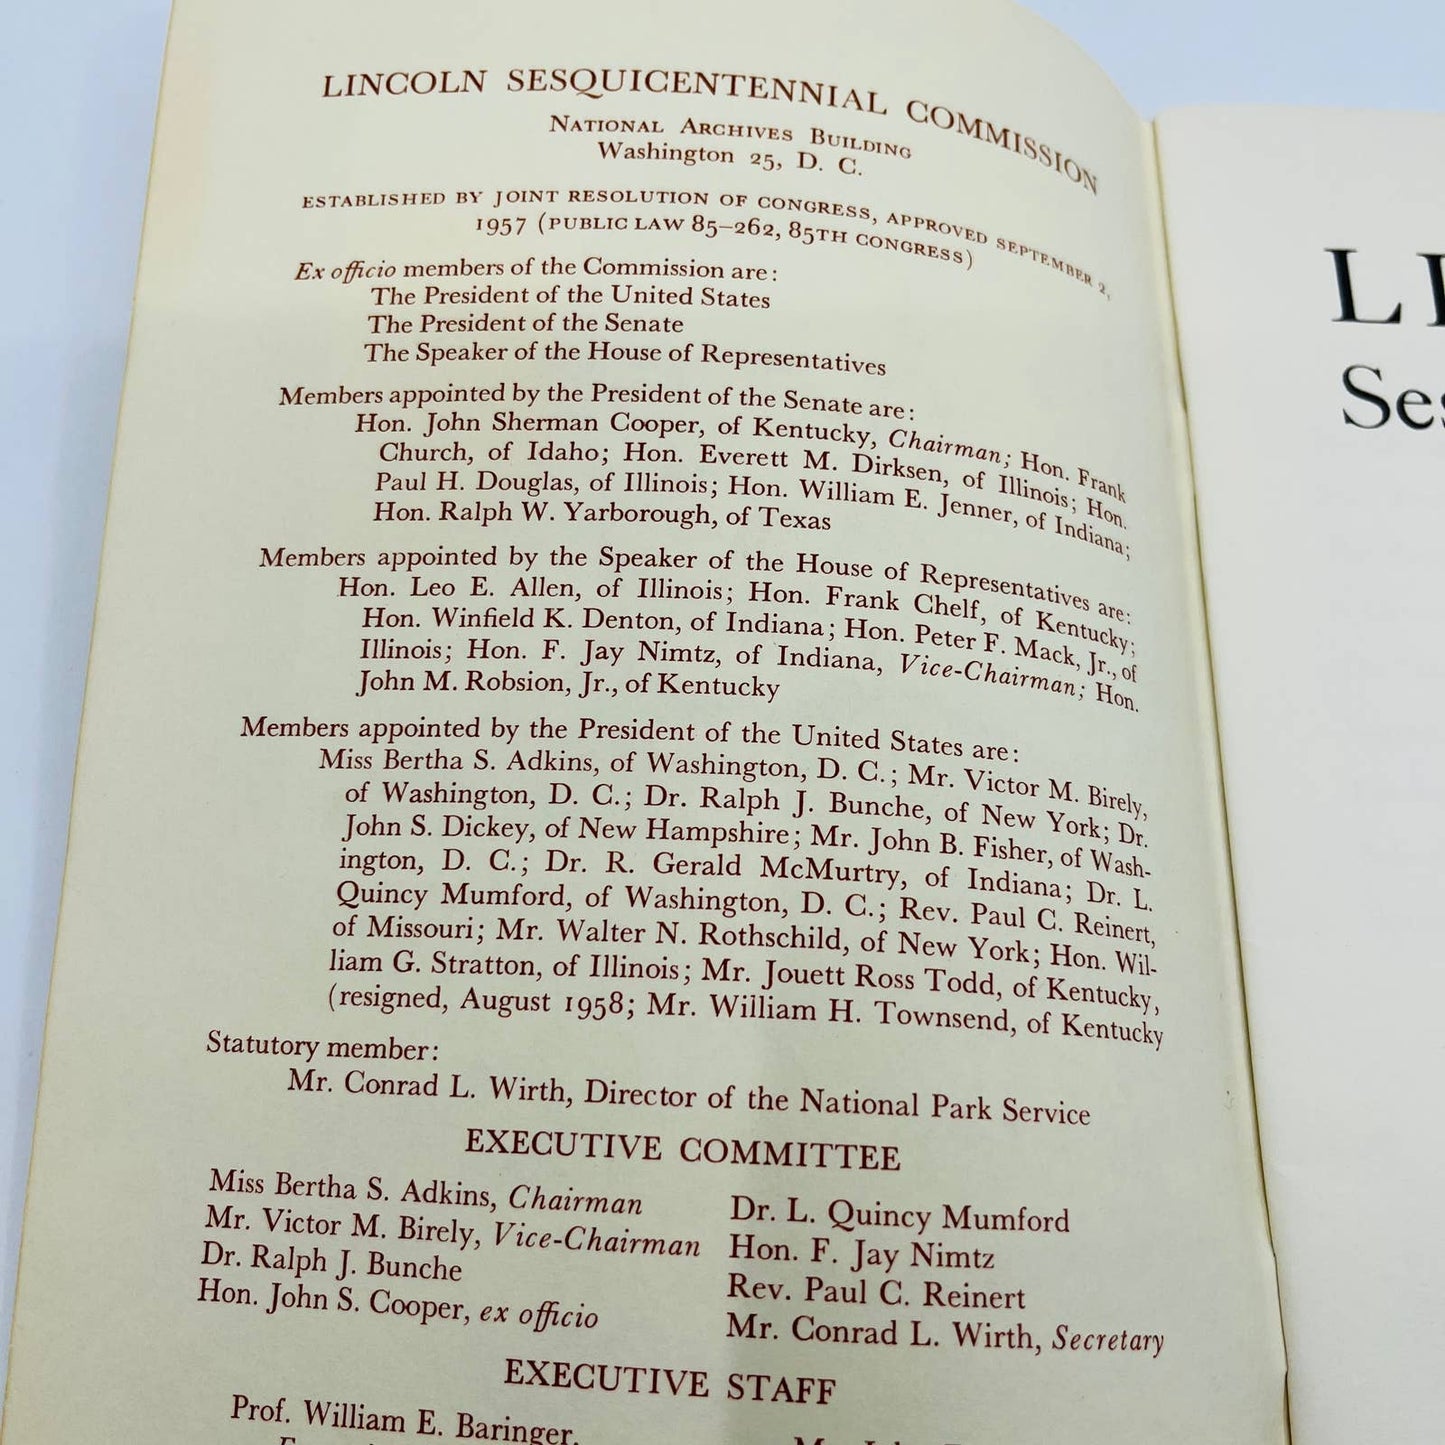 LINCOLN SESQUICENTENNIAL COMMISSION
NATIONAL ARCHIVES BUILDING
Washington 25, D. C.
ESTABLISHED BY JOINT RESOLUTION OF CONGRESS, APPROVED SEPTEMBER 2,
1957 (PUBLIC LAW 85–262, 85TH CONGRESS)
Ex officio members of the Commission are:
The President of the United States
The President of the Senate
The Speaker of the House of Representatives
Members appointed by the President of the Senate are:
Hon. John Sherman Cooper, of Kentucky, Chairman; Hon. Frank
Church, of Idaho; Hon. Everett M. Dirksen, of Illinois; Hon.
Paul H. Douglas, of Illinois; Hon. William E. Jenner, of Indiana;
Hon. Ralph W. Yarborough, of Texas
Members appointed by the Speaker of the House of Representatives are:
Hon. Leo E. Allen, of Illinois; Hon. Frank Chelf, of Kentucky;
Hon. Winfield K. Denton, of Indiana; Hon. Peter F. Mack, Jr., of
Illinois; Hon. F. Jay Nimtz, of Indiana, Vice-Chairman; Hon.
John M. Robsion, Jr., of Kentucky
Members appointed by the President of the United States are:
Miss Bertha S. Adkins, of Washington, D. C.; Mr. Victor M. Birely,
of Washington, D. C.; Dr. Ralph J. Bunche, of New York; Dr.
John S. Dickey, of New Hampshire; Mr. John B. Fisher, of Wash-
ington, D. C.; Dr. R. Gerald McMurtry, of Indiana; Dr. L.
Quincy Mumford, of Washington, D. C.; Rev. Paul C. Reinert,
of Missouri; Mr. Walter N. Rothschild, of New York; Hon. Wil-
liam G. Stratton, of Illinois; Mr. Jouett Ross Todd, of Kentucky,
(resigned, August 1958; Mr. William H. Townsend, of Kentucky
Statutory member:
Mr. Conrad L. Wirth, Director of the National Park Service
EXECUTIVE COMMITTEE
Miss Bertha S. Adkins, Chairman
Mr. Victor M. Birely, Vice-Chairman
Dr. Ralph J. Bunche
Hon. John S. Cooper, ex officio
Dr. L. Quincy Mumford
Hon. F. Jay Nimtz
Rev. Paul C. Reinert
Mr. Conrad L. Wirth, Secretary
EXECUTIVE STAFF
Prof. William E. Baringer,